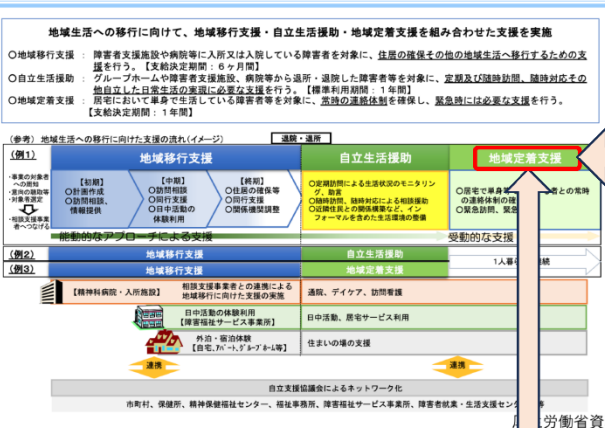 地域生活への移行に向けて、地域移行支援・自立生活援助・地域定着支援を組み合わせた支援を実施
○地域移行支援 : 障害者支援施設や病院等に入所又は入院している障害者を対象に、住居の確保その他の地域生活へ移行するための支
援を行う。【支給決定期間:6ヶ月間】
○自立生活援助 : グループホームや障害者支援施設、病院等から退所・退院した障害者等を対象に、定期及び随時訪問、随時対応その
他自立した日常生活の実現に必要な支援を行う。【標準利用期間:1年間】
○地域定着支援 : 居宅において単身で生活している障害者等を対象に、常時の連絡体制を確保し、緊急時には必要な支援を行う。
【支給決定期間:1年間】
(参考) 地域生活への移行に向けた支援の流れ(イメージ)
退院・退所
(例1)
地域移行支援
自立生活援助
地域定着支援
・事業の対象者
への周知
・意向の聴取等
・対象者選定
・相談支援事業
者へつなげる
【初期】
○計画作成
○訪問相談、
情報提供
【中期】
○訪問相談
○同行支援
○日中活動の
体験利用
【終期】
○住居の確保等
○同行支援
○関係機関調整
○定期訪問による生活状況のモニタリン
グ、助言
○随時訪問、随時対応による相談援助
○近隣住民との関係構築など、イン
フォーマルを含めた生活環境の整備
○居宅で単身等
者との常時
の連絡体制の確
○緊急訪問、緊急
能動的なアプローチによる支援
受動的な支援
(例2)
地域移行支援
自立生活援助
1人暮
継続
(例3)
地域移行支援
地域定着支援
【精神科病院・入所施設】
相談支援事業者との連携による
地域移行に向けた支援の実施
通院、デイケア、訪問看護
日中活動の体験利用
【障害福祉サービス事業所】
日中活動、居宅サービス利用
外泊・宿泊体験
【自宅、アパート、グループホーム等】
住まいの場の支援
連携
連携
自立支援協議会によるネットワーク化
市町村、保健所、精神保健福祉センター、福祉事務所、障害福祉サービス事業所、障害者就業・生活支援セン
等
労働省資